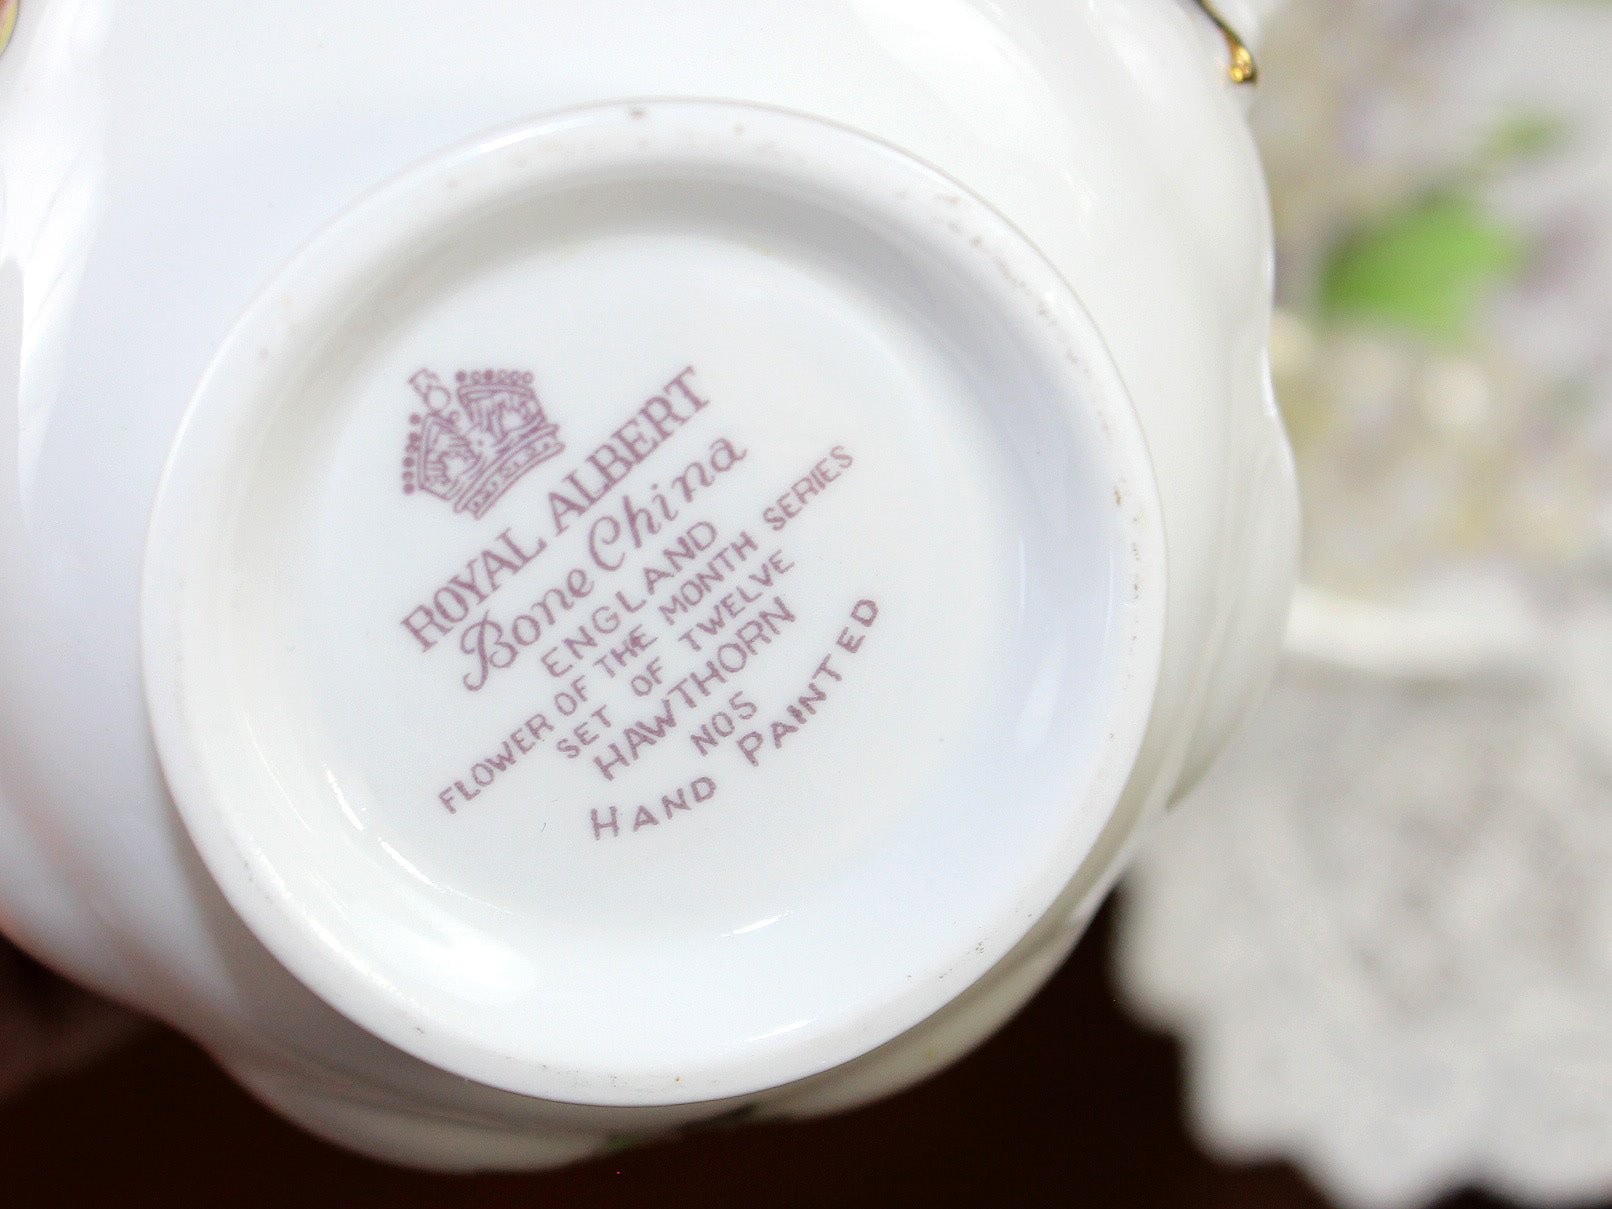 ROYAL ALBERT
Bone China
ENGLAND
FLOWER OF THE MONTH SERIES
SET OF TWELVE
HAWTHORN
NO5
HAND PAINTED